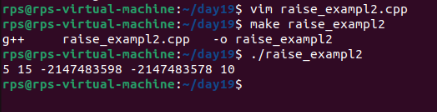 rps@rps-virtual-machine:~/day19$ vim raise_exampl2.cpp
rps@rps-virtual-machine:~/day19$ make raise_exampl2
g++     raise_exampl2.cpp   -o raise_exampl2
rps@rps-virtual-machine:~/day19$ ./raise_exampl2
5 15 -2147483598 -2147483578 10
rps@rps-virtual-machine:~/day19$